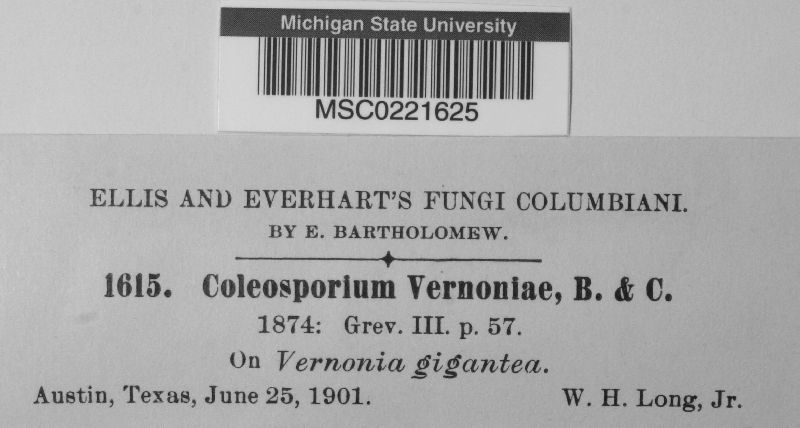 Michigan State University
MSC0221625
ELLIS AND EVERHART'S FUNGI COLUMBIANI.
BY E. BARTHOLOMEW.
1615. Coleosporium Vernoniae, B. & C.
1874: Grev. III. p. 57.
On Vernonia gigantea.
Austin, Texas, June 25, 1901. W. H. Long, Jr.